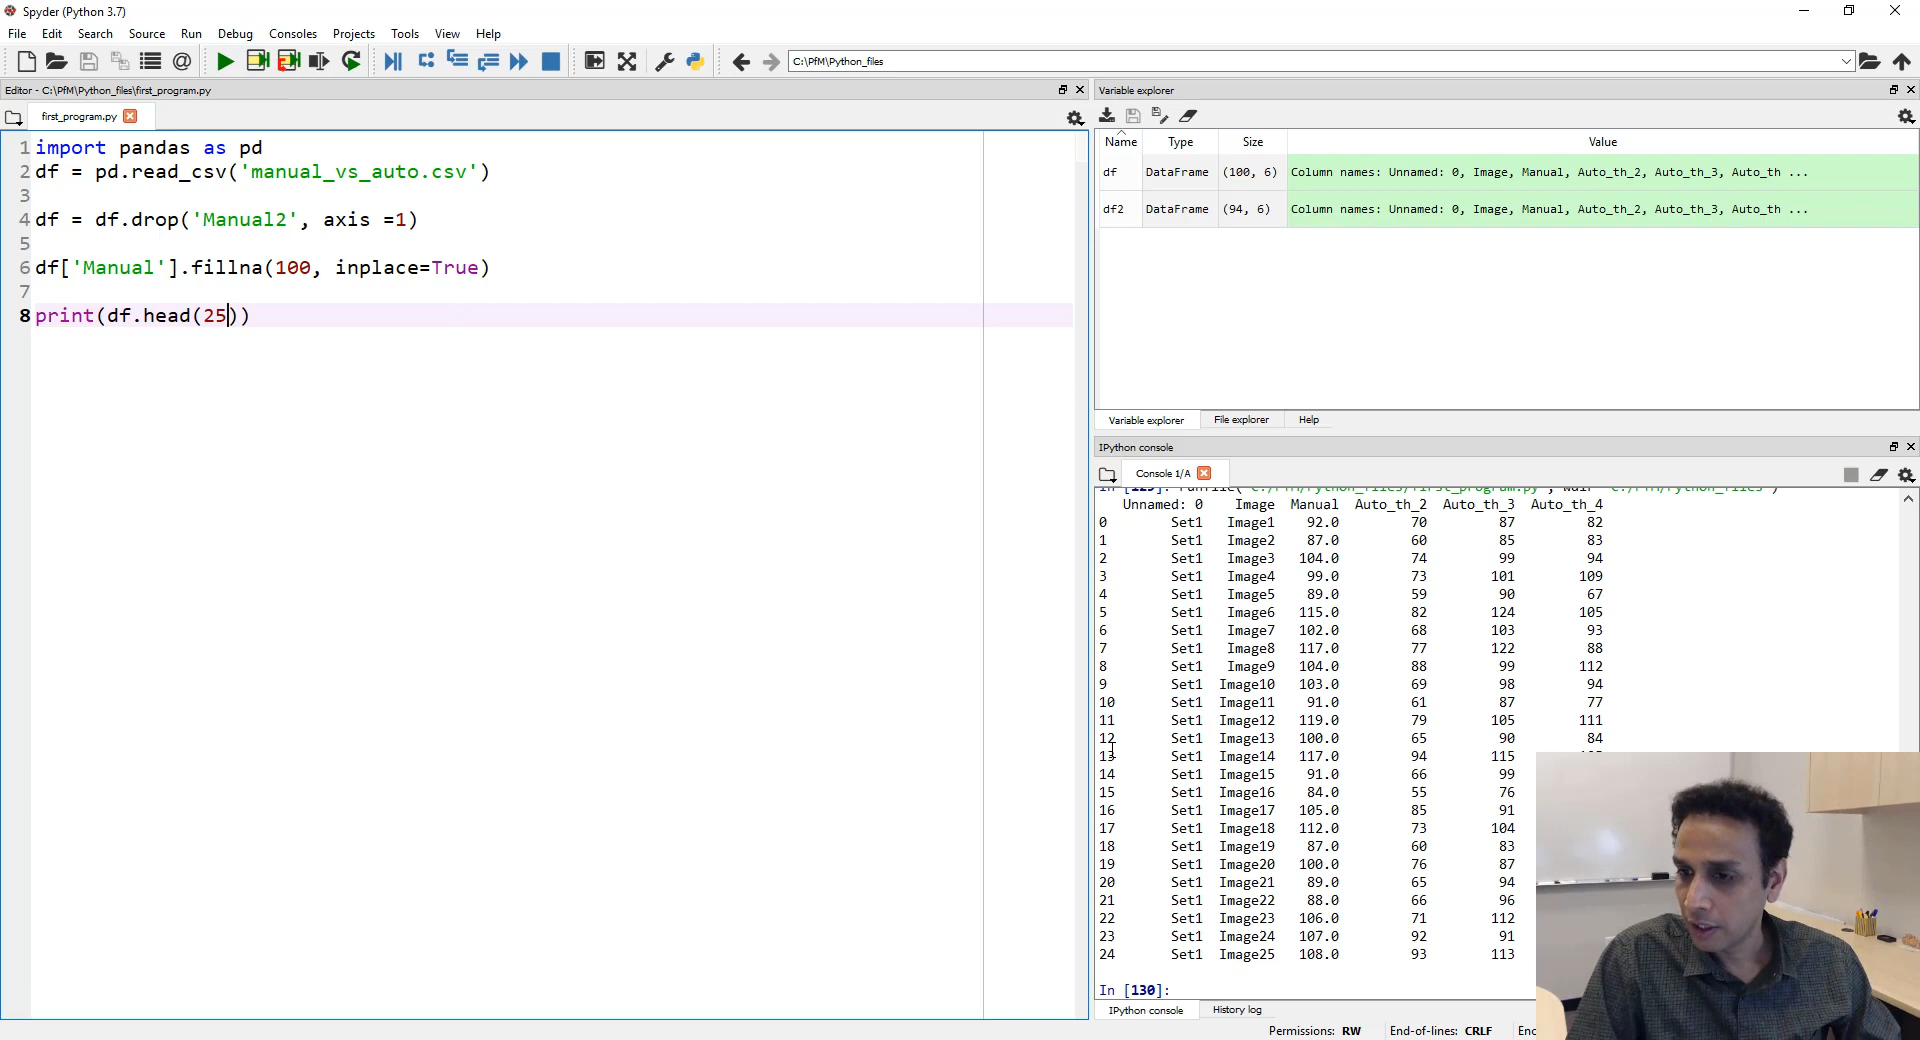 Spyder (Python 3.7)
File Edit Search Source Run Debug Consoles Projects Tools View Help
C:\PfM\Python_files
Editor - C:\PfM\Python_files\first_program.py
first_program.py
1 import pandas as pd
2 df = pd.read_csv('manual_vs_auto.csv')
3
4 df = df.drop('Manual2', axis =1)
5
6 df['Manual'].fillna(100, inplace=True)
7
8 print(df.head(25))
Variable explorer
Name Type Size Value
df DataFrame (100, 6) Column names: Unnamed: 0, Image, Manual, Auto_th_2, Auto_th_3, Auto_th ...
df2 DataFrame (94, 6) Column names: Unnamed: 0, Image, Manual, Auto_th_2, Auto_th_3, Auto_th ...
Variable explorer File explorer Help
IPython console
Console 1/A
Unnamed: 0 Image Manual Auto_th_2 Auto_th_3 Auto_th_4
0 Set1 Image1 92.0 70 87 82
1 Set1 Image2 87.0 60 85 83
2 Set1 Image3 104.0 74 99 94
3 Set1 Image4 99.0 73 101 109
4 Set1 Image5 89.0 59 90 67
5 Set1 Image6 115.0 82 124 105
6 Set1 Image7 102.0 68 103 93
7 Set1 Image8 117.0 77 122 88
8 Set1 Image9 104.0 88 99 112
9 Set1 Image10 103.0 69 98 94
10 Set1 Image11 91.0 61 87 77
11 Set1 Image12 119.0 79 105 111
12 Set1 Image13 100.0 65 90 84
13 Set1 Image14 117.0 94 115
14 Set1 Image15 91.0 66 99
15 Set1 Image16 84.0 55 76
16 Set1 Image17 105.0 85 91
17 Set1 Image18 112.0 73 104
18 Set1 Image19 87.0 60 83
19 Set1 Image20 100.0 76 87
20 Set1 Image21 89.0 65 94
21 Set1 Image22 88.0 66 96
22 Set1 Image23 106.0 71 112
23 Set1 Image24 107.0 92 91
24 Set1 Image25 108.0 93 113
In [130]:
IPython console History log
Permissions: RW End-of-lines: CRLF Enc